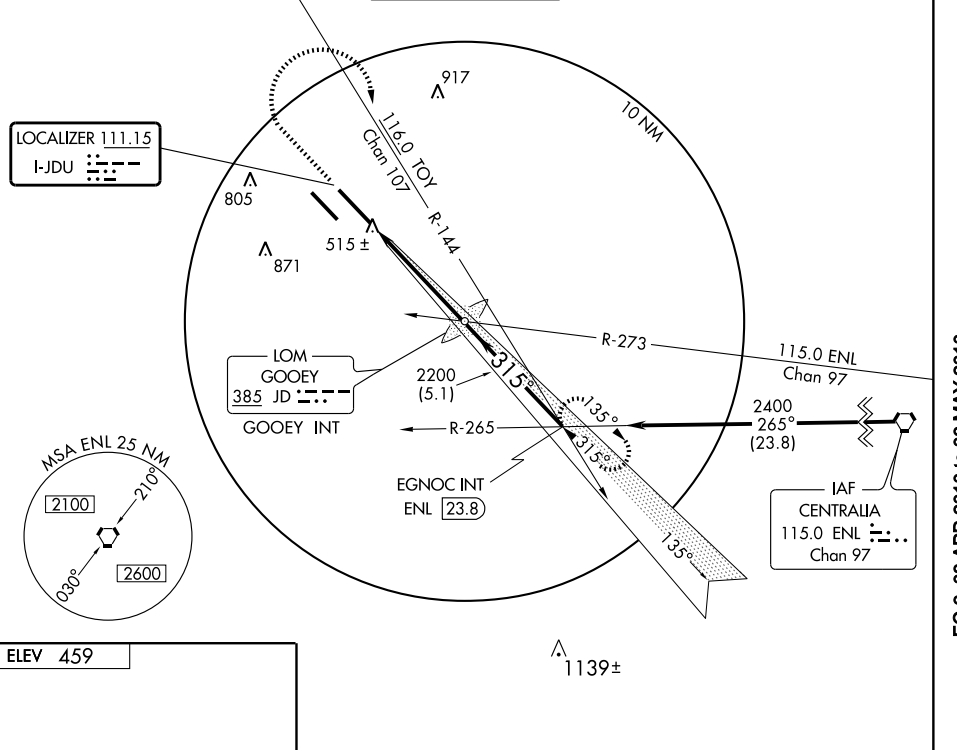 917
10 NM
116.0 TOY
Chan 107
R-144
LOCALIZER 111.15
I-JDU
805
515 ±
871
R-273
115.0 ENL
Chan 97
LOM
GOOEY
385 JD
GOOEY INT
2200
(5.1)
315°
2400
265°
(23.8)
135°
315°
R-265
EGNOC INT
ENL 23.8
IAF
CENTRALIA
115.0 ENL
Chan 97
MSA ENL 25 NM
2100
210°
030°
2600
135°
ELEV 459
1139±